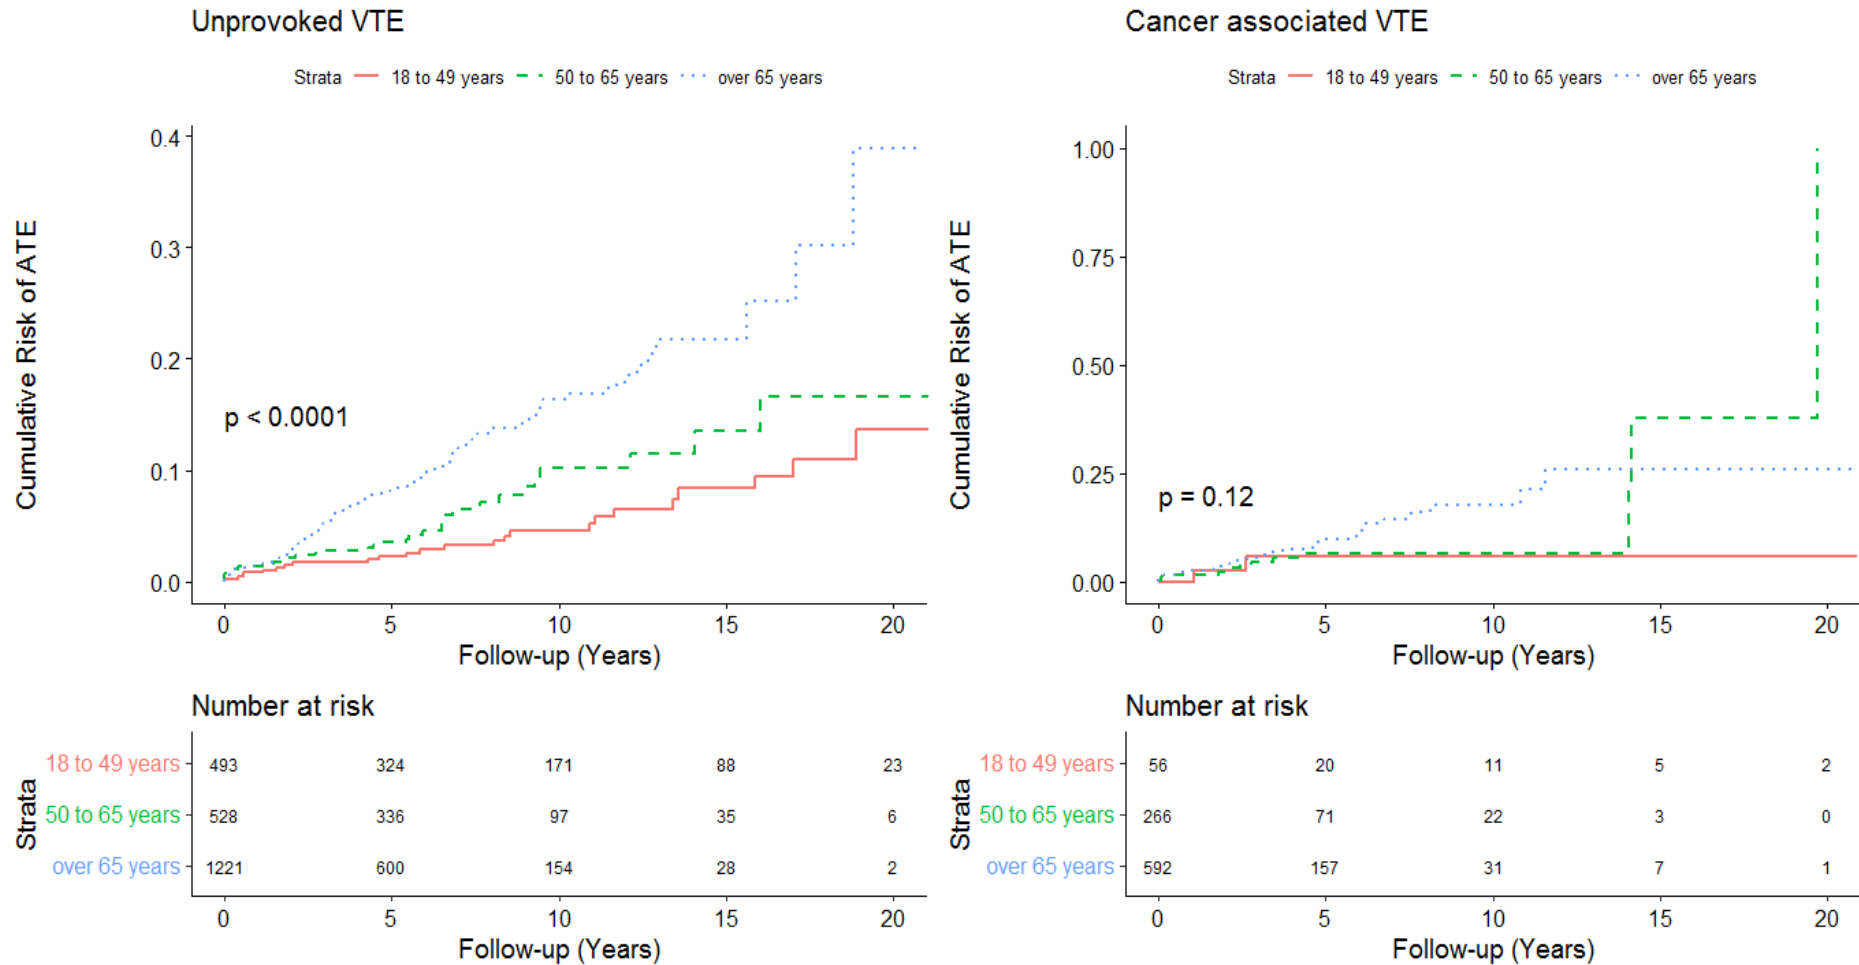 Unprovoked VTE
Strata 18 to 49 years 50 to 65 years over 65 years
Cumulative Risk of ATE
0.4
0.3
0.2
0.1
0.0
p < 0.0001
0 5 10 15 20
Follow-up (Years)
Number at risk
Strata
18 to 49 years 493 324 171 88 23
50 to 65 years 528 336 97 35 6
over 65 years 1221 600 154 28 2
0 5 10 15 20
Follow-up (Years)
Cancer associated VTE
Strata 18 to 49 years 50 to 65 years over 65 years
Cumulative Risk of ATE
1.00
0.75
0.50
0.25
0.00
p = 0.12
0 5 10 15 20
Follow-up (Years)
Number at risk
Strata
18 to 49 years 56 20 11 5 2
50 to 65 years 266 71 22 3 0
over 65 years 592 157 31 7 1
0 5 10 15 20
Follow-up (Years)